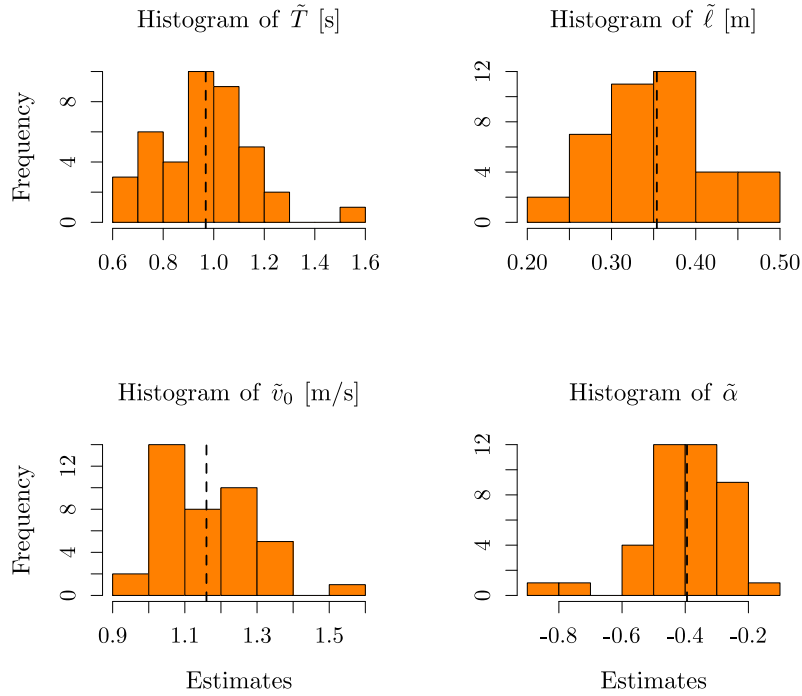 Histogram of T̃ [s]
Frequency
0 4 8
0.6 0.8 1.0 1.2 1.4 1.6
Histogram of ℓ̃ [m]
0 4 8 12
0.20 0.30 0.40 0.50
Histogram of ṽ₀ [m/s]
Frequency
0 4 8 12
0.9 1.1 1.3 1.5
Estimates
Histogram of α̃
0 4 8 12
-0.8 -0.6 -0.4 -0.2
Estimates